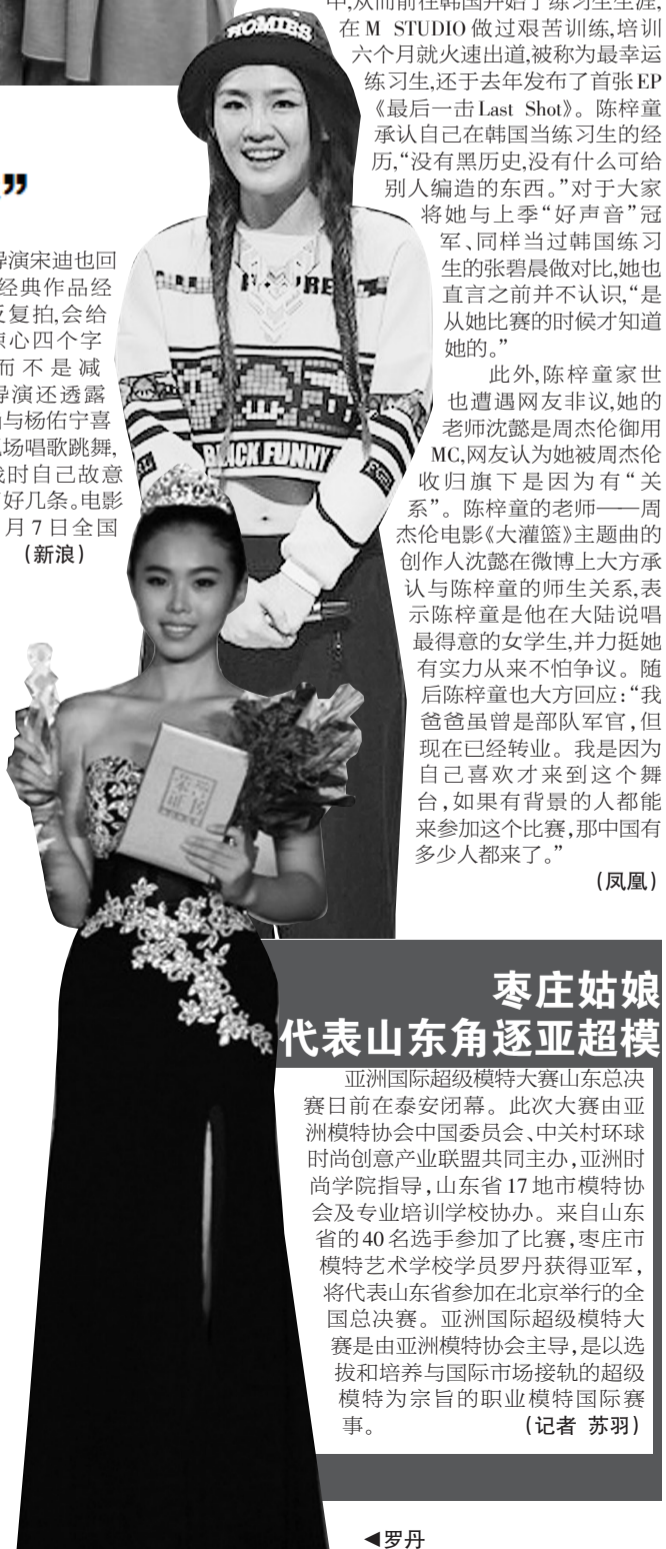 中,从而前往韩国开始了练习生生涯,
在 M STUDIO 做过艰苦训练,培训
六个月就火速出道,被称为最幸运
练习生,还于去年发布了首张 EP
《最后一击 Last Shot》。陈梓童
承认自己在韩国当练习生的经
历,“没有黑历史,没有什么可给
别人编造的东西。”对于大家
将她与上季“好声音”冠
军、同样当过韩国练习
生的张碧晨做对比,她也
直言之前并不认识,“是
从她比赛的时候才知道
她的。”
此外,陈梓童家世
也遭遇网友非议,她的
老师沈懿是周杰伦御用
MC,网友认为她被周杰伦
收归旗下是因为有“关
系”。陈梓童的老师——周
杰伦电影《大灌篮》主题曲的
创作人沈懿在微博上大方承
认与陈梓童的师生关系,表
示陈梓童是他在大陆说唱
最得意的女学生,并力挺她
有实力从来不怕争议。随
后陈梓童也大方回应:“我
爸爸虽曾是部队军官,但
现在已经转业。我是因为
自己喜欢才来到这个舞
台,如果有背景的人都能
来参加这个比赛,那中国有
多少人都来了。”
(凤凰)
”
导演宋迪也回
经典作品经
反复拍,会给
心四个字
而不是减
导演还透露
与杨佑宁喜
场唱歌跳舞,
戏时自己故意
好几条。电影
月 7 日全国
(新浪)
HOMIES
BLACK FUNNY
荣誉
证书
枣庄姑娘
代表山东角逐亚超模
亚洲国际超级模特大赛山东总决
赛日前在泰安闭幕。此次大赛由亚
洲模特协会中国委员会、中关村环球
时尚创意产业联盟共同主办,亚洲时
尚学院指导,山东省 17 地市模特协
会及专业培训学校协办。来自山东
省的 40 名选手参加了比赛,枣庄市
模特艺术学校学员罗丹获得亚军,
将代表山东省参加在北京举行的全
国总决赛。亚洲国际超级模特大
赛是由亚洲模特协会主导,是以选
拔和培养与国际市场接轨的超级
模特为宗旨的职业模特国际赛
事。 (记者 苏羽)
◀罗丹